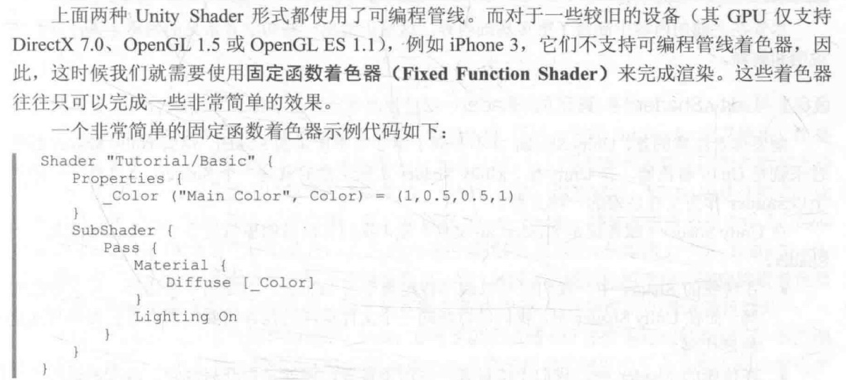 上面两种 Unity Shader 形式都使用了可编程管线。而对于一些较旧的设备（其 GPU 仅支持
DirectX 7.0、OpenGL 1.5 或 OpenGL ES 1.1），例如 iPhone 3，它们不支持可编程管线着色器，因
此，这时候我们就需要使用固定函数着色器（Fixed Function Shader）来完成渲染。这些着色器
往往只可以完成一些非常简单的效果。
一个非常简单的固定函数着色器示例代码如下：
Shader "Tutorial/Basic" {
Properties {
_Color ("Main Color", Color) = (1,0.5,0.5,1)
}
SubShader {
Pass {
Material {
Diffuse [_Color]
}
Lighting On
}
}
}